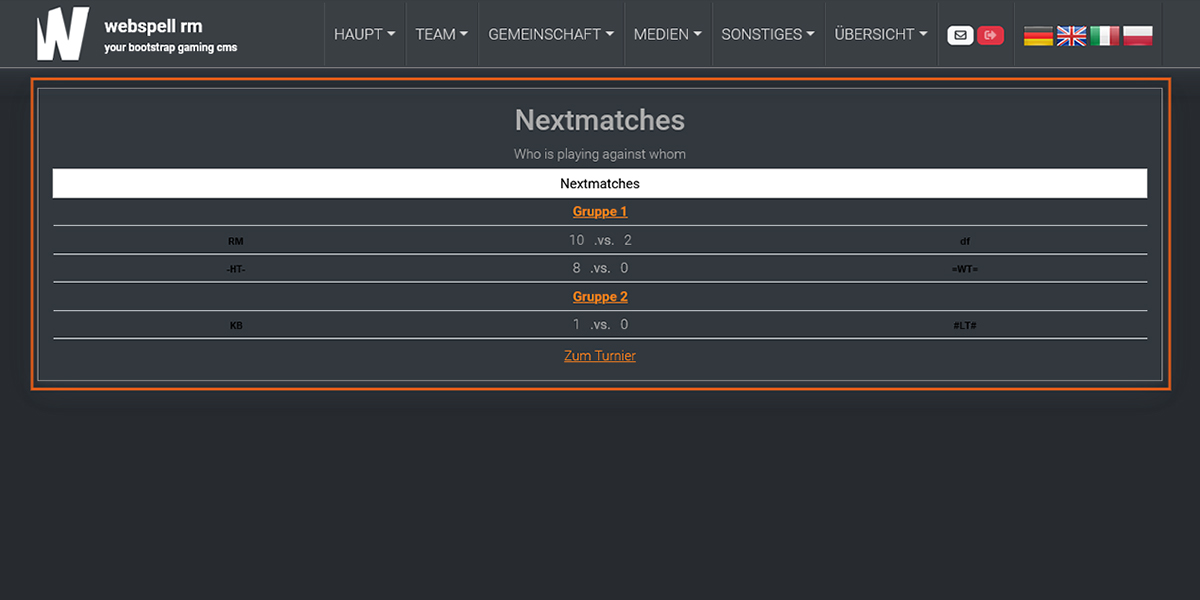 webspell rm
your bootstrap gaming cms
HAUPT TEAM GEMEINSCHAFT MEDIEN SONSTIGES ÜBERSICHT
Nextmatches
Who is playing against whom
Nextmatches
Gruppe 1
RM 10 .vs. 2 df
-HT- 8 .vs. 0 =WT=
Gruppe 2
KB 1 .vs. 0 #LT#
Zum Turnier